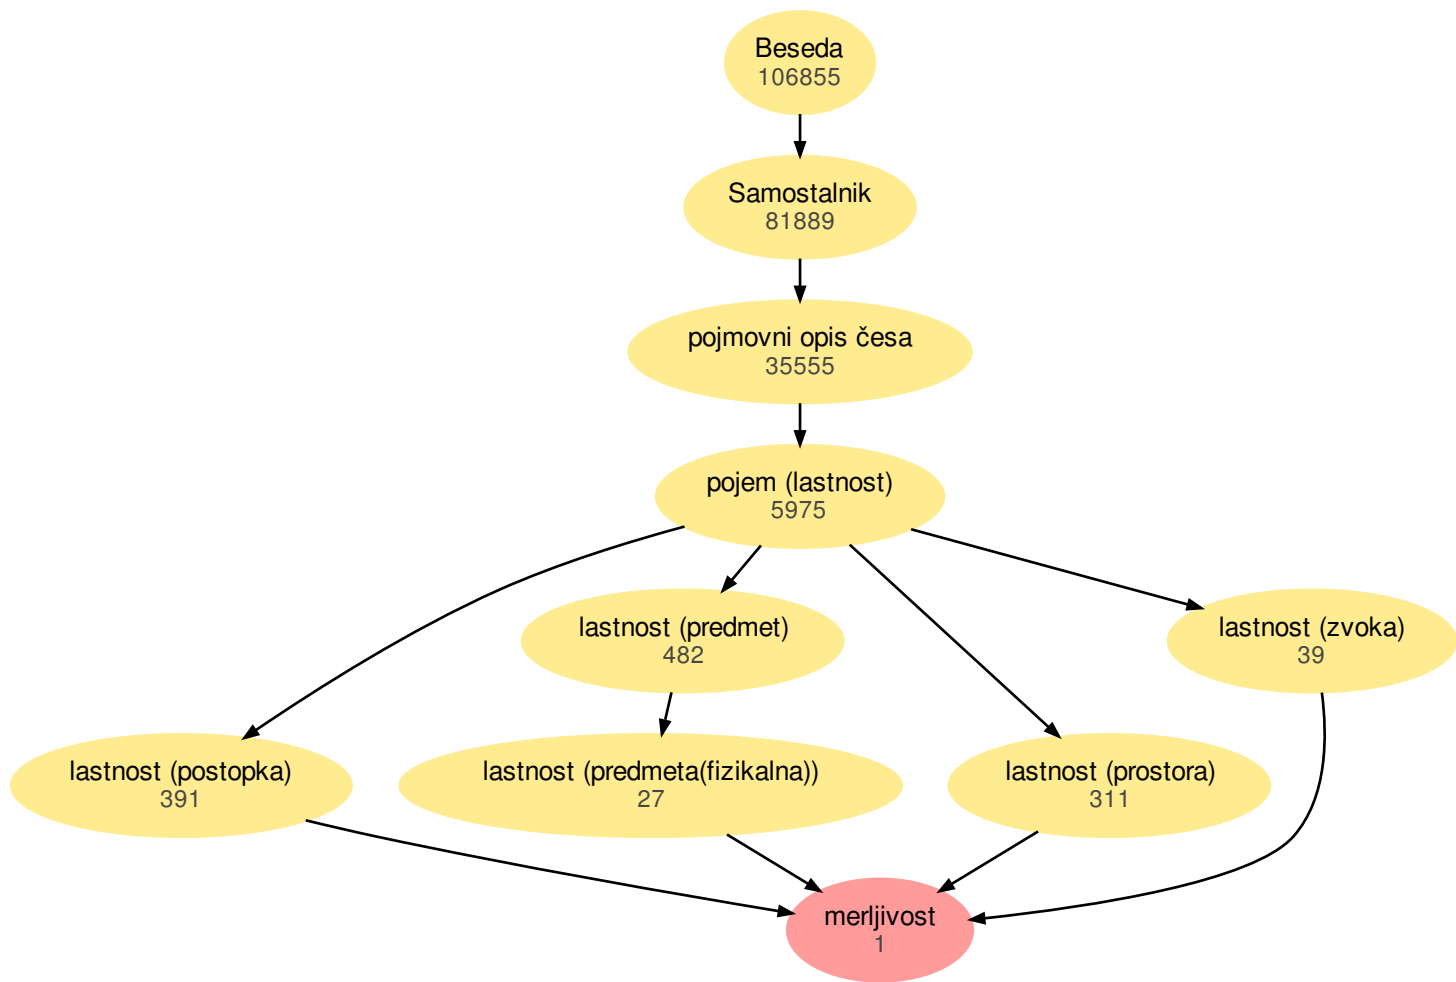 Beseda
106855
Samostalnik
81889
pojmovni opis česa
35555
pojem (lastnost)
5975
lastnost (predmet)
482
lastnost (zvoka)
39
lastnost (postopka)
391
lastnost (predmeta(fizikalna))
27
lastnost (prostora)
311
merljivost
1